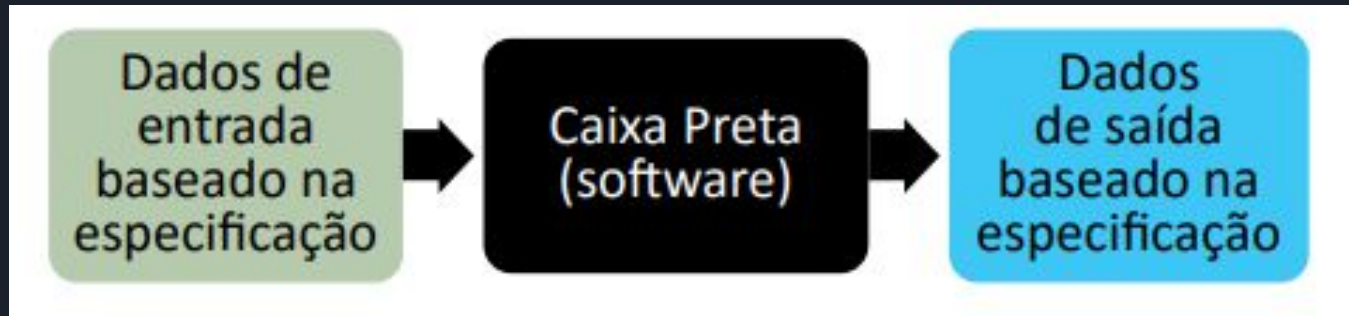 Dados de
entrada
baseado na
especificação
Caixa Preta
(software)
Dados
de saída
baseado na
especificação